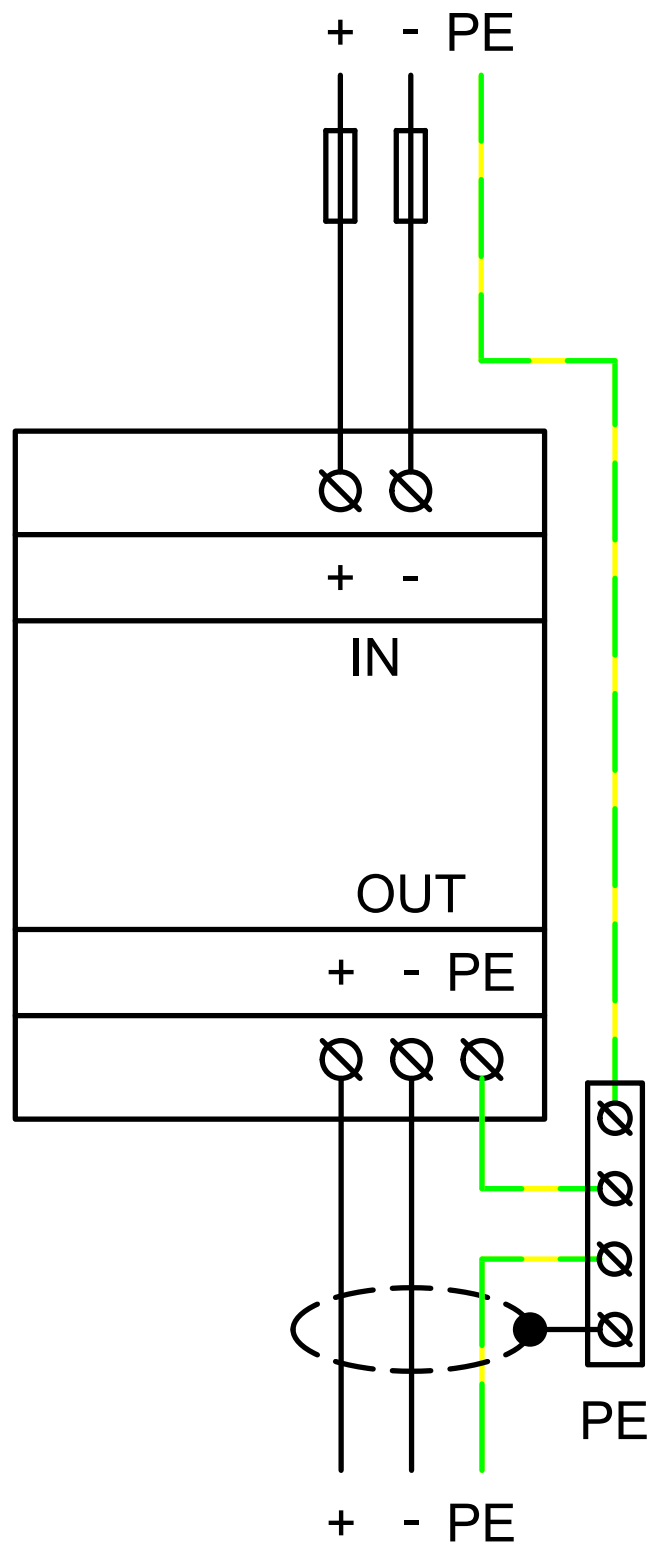 + - PE
+ -
IN
OUT
+ - PE
PE
+ - PE